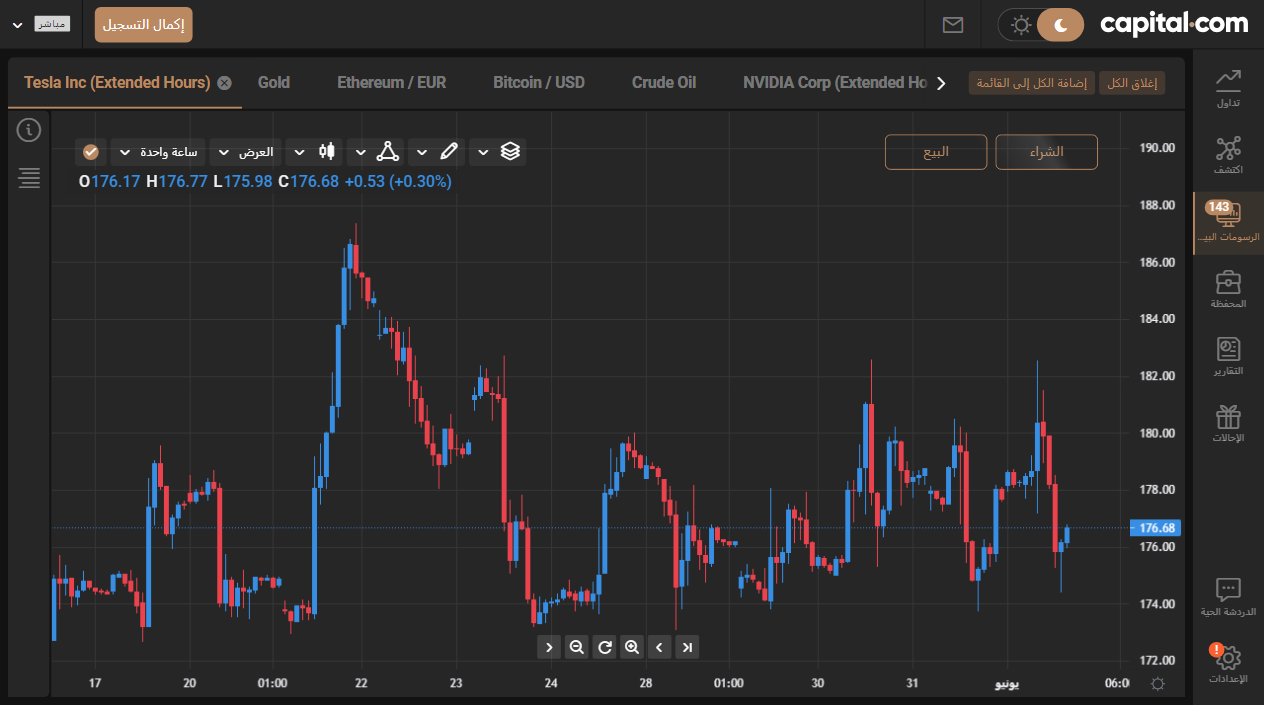 مباشر
إكمال التسجيل
capital.com
Tesla Inc (Extended Hours)
Gold
Ethereum / EUR
Bitcoin / USD
Crude Oil
NVIDIA Corp (Extended Ho
إضافة الكل إلى القائمة
إغلاق الكل
ساعة واحدة
العرض
البيع
الشراء
O176.17 H176.77 L175.98 C176.68 +0.53 (+0.30%)
190.00
188.00
186.00
184.00
182.00
180.00
178.00
176.68
176.00
174.00
172.00
17
20
01:00
22
23
24
28
01:00
30
31
يونيو
06:0
تداول
اكتشف
143
الرسومات البيـ...
المحفظة
التقارير
الإحالات
الدردشة الحية
!
الإعدادات